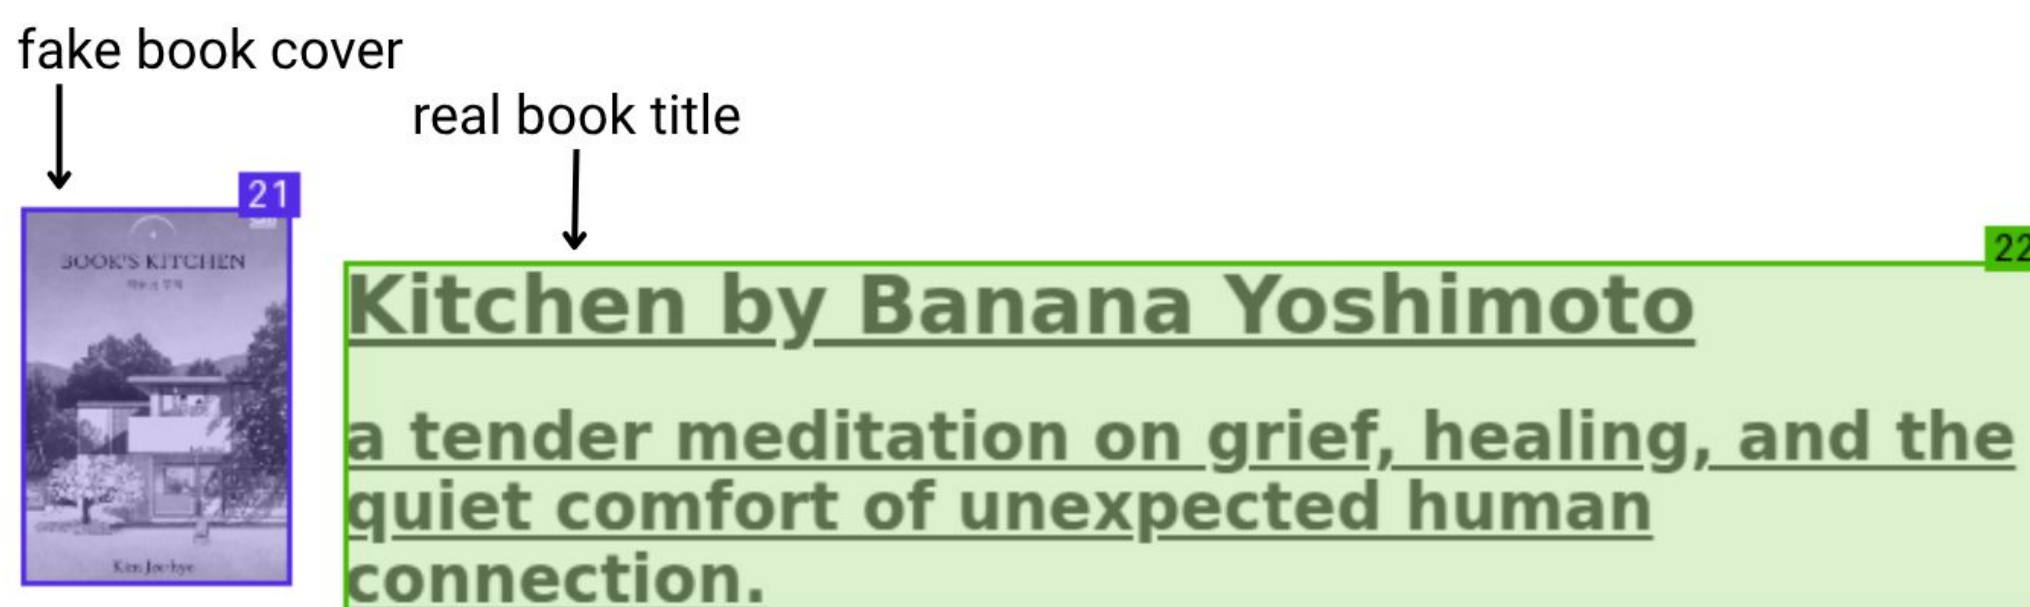 fake book cover
real book title
21
BOOK'S KITCHEN
Kim Jee-hye
22
Kitchen by Banana Yoshimoto
a tender meditation on grief, healing, and the
quiet comfort of unexpected human
connection.